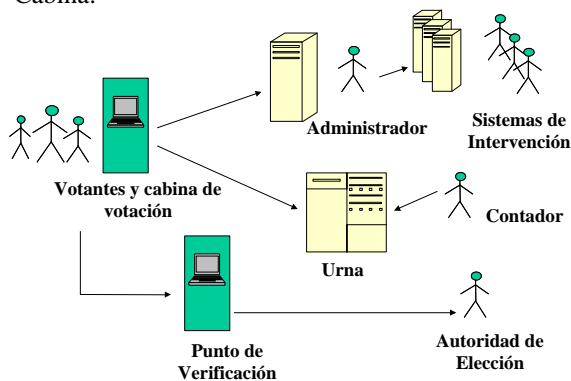 Cabina.
Administrador
Sistemas de
Intervención
Votantes y cabina de
votación
Contador
Urna
Punto de
Verificación
Autoridad de
Elección